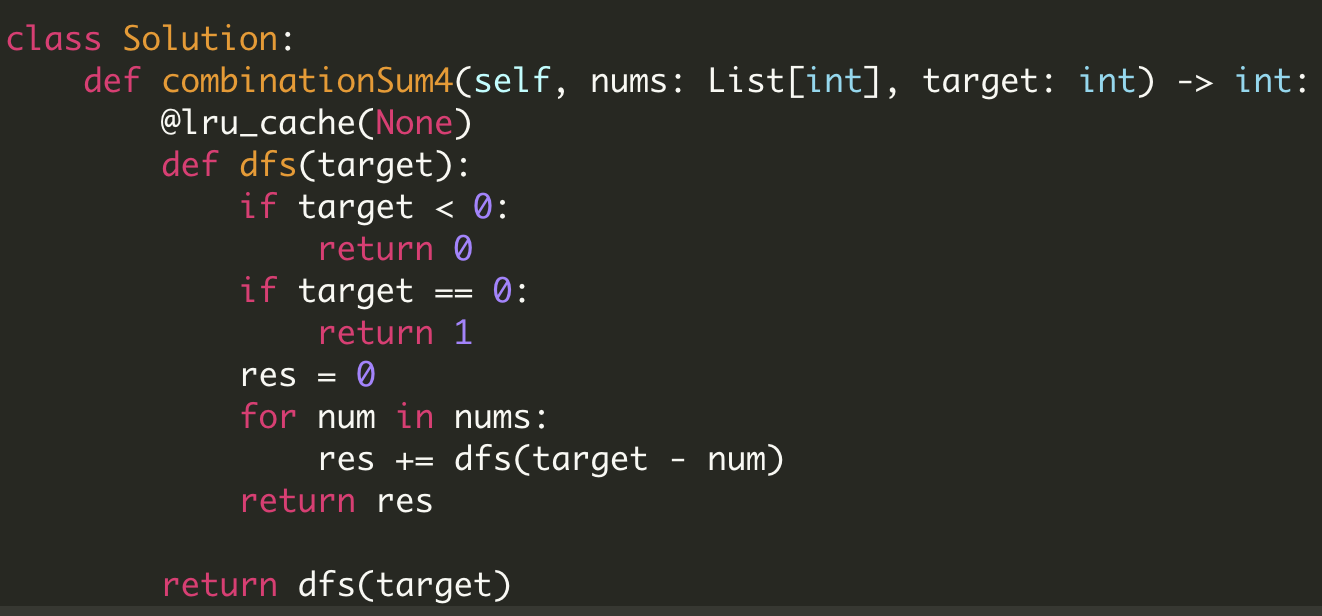 class Solution:
    def combinationSum4(self, nums: List[int], target: int) -> int:
        @lru_cache(None)
        def dfs(target):
            if target < 0:
                return 0
            if target == 0:
                return 1
            res = 0
            for num in nums:
                res += dfs(target - num)
            return res

        return dfs(target)